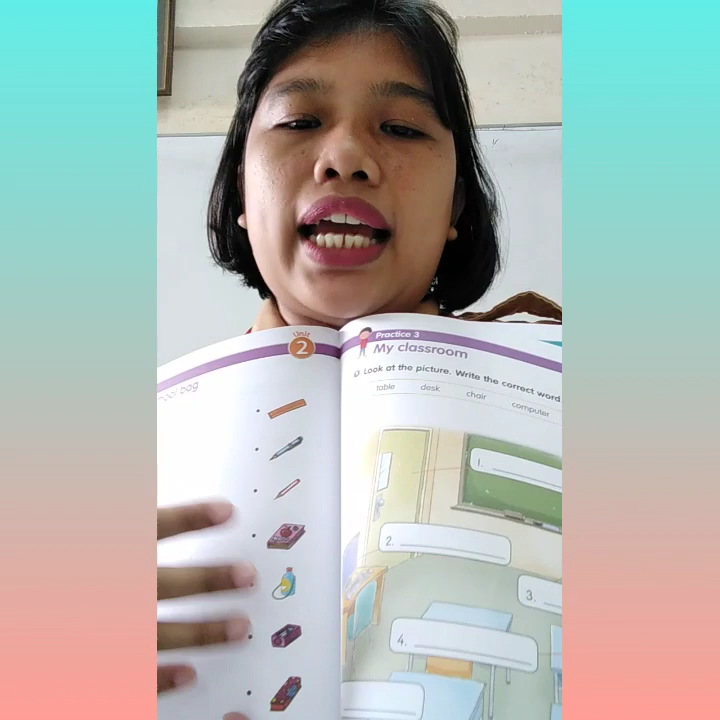 hool bag
Unit
2
Practice 3
My classroom
Look at the picture. Write the correct word
table desk chair computer
1.
2.
3.
4.